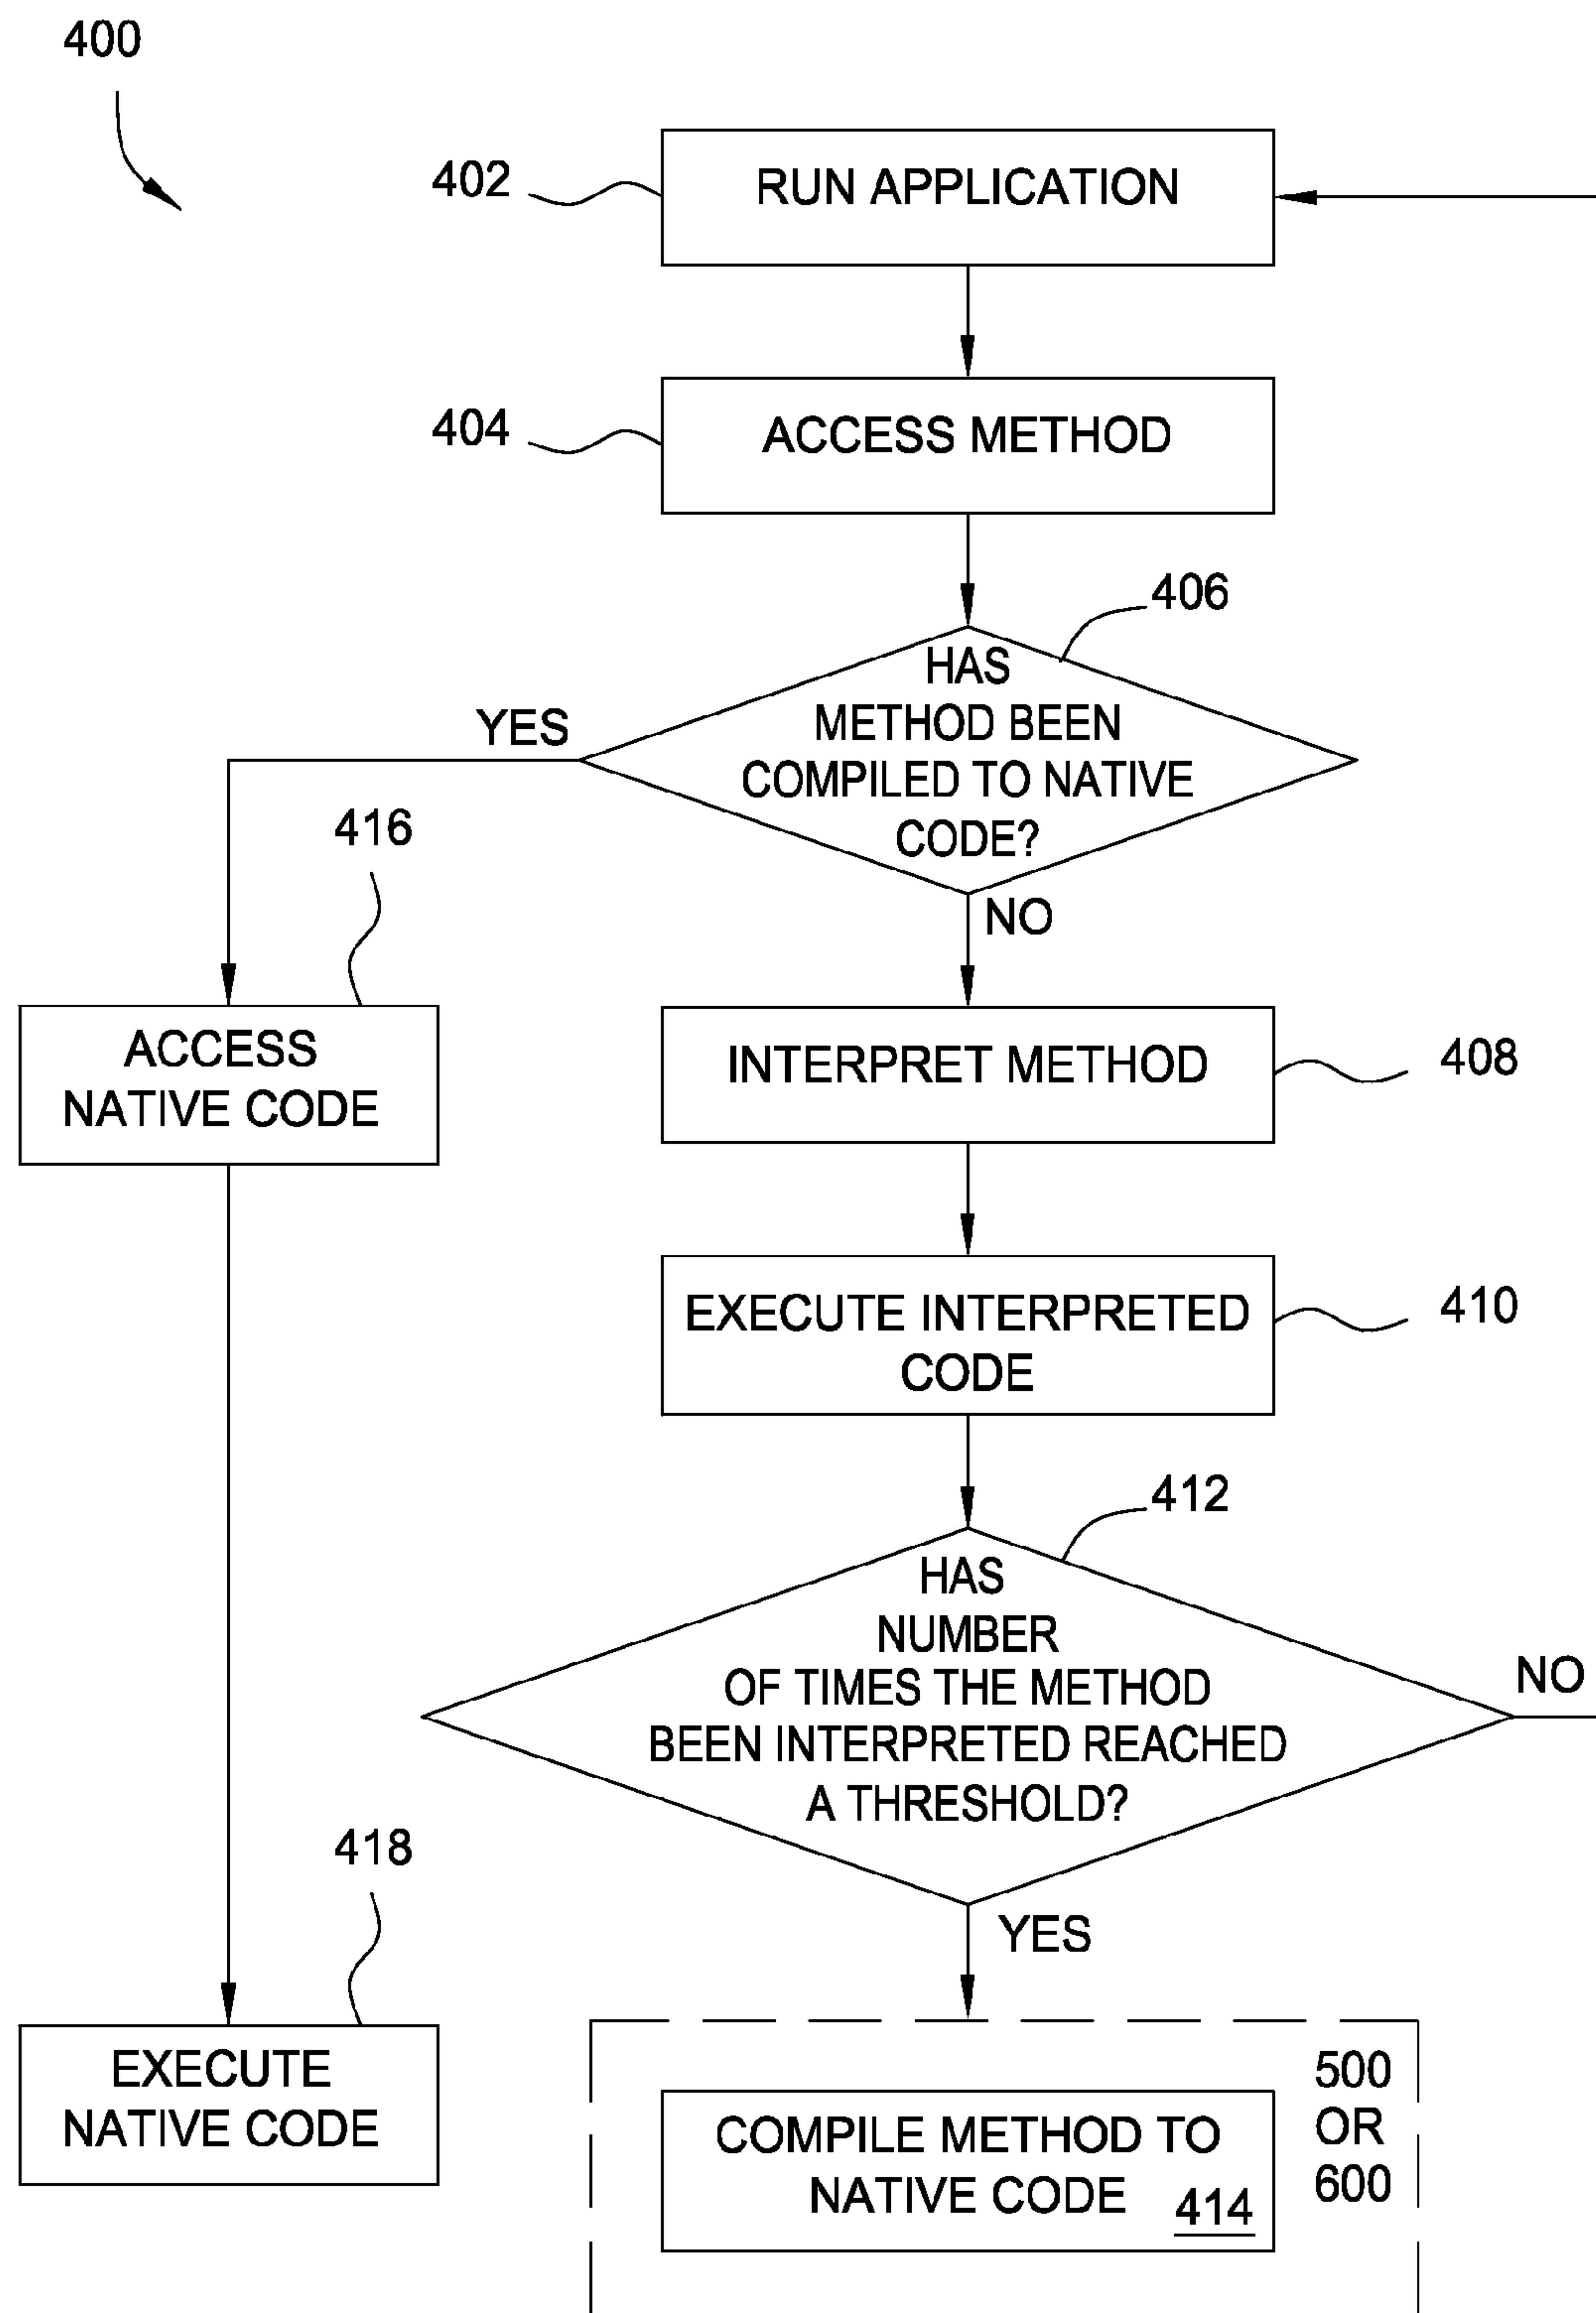 400
402
RUN APPLICATION
404
ACCESS METHOD
406
HAS
METHOD BEEN
COMPILED TO NATIVE
CODE?
YES
NO
416
ACCESS
NATIVE CODE
INTERPRET METHOD
408
EXECUTE INTERPRETED
CODE
410
412
HAS
NUMBER
OF TIMES THE METHOD
BEEN INTERPRETED REACHED
A THRESHOLD?
NO
YES
418
EXECUTE
NATIVE CODE
COMPILE METHOD TO
NATIVE CODE
414
500
OR
600